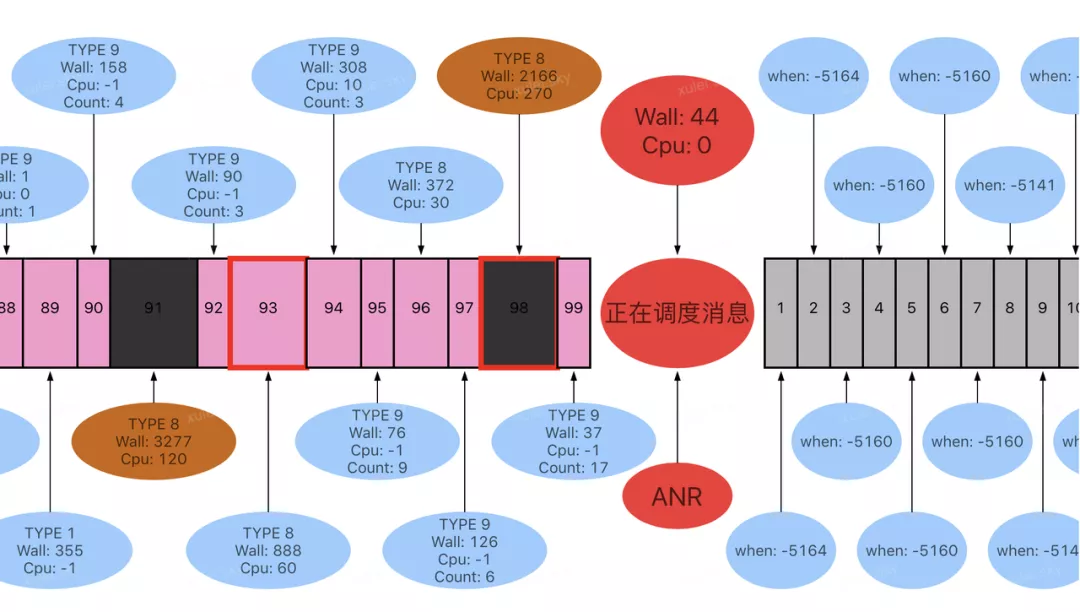 TYPE 9
Wall: 158
Cpu: -1
Count: 4
TYPE 9
Wall: 308
Cpu: 10
Count: 3
TYPE 8
Wall: 2166
Cpu: 270
Wall: 44
Cpu: 0
when: -5164
when: -5160
when: -
PE 9
all: 1
pu: 0
unt: 1
TYPE 9
Wall: 90
Cpu: -1
Count: 3
TYPE 8
Wall: 372
Cpu: 30
when: -5160
when: -5141
88
89
90
91
92
93
94
95
96
97
98
99
正在调度消息
1
2
3
4
5
6
7
8
9
10
TYPE 8
Wall: 3277
Cpu: 120
TYPE 9
Wall: 76
Cpu: -1
Count: 9
TYPE 9
Wall: 37
Cpu: -1
Count: 17
when: -5160
when: -5160
wh
ANR
TYPE 1
Wall: 355
Cpu: -1
TYPE 8
Wall: 888
Cpu: 60
TYPE 9
Wall: 126
Cpu: -1
Count: 6
when: -5164
when: -5160
when: -514